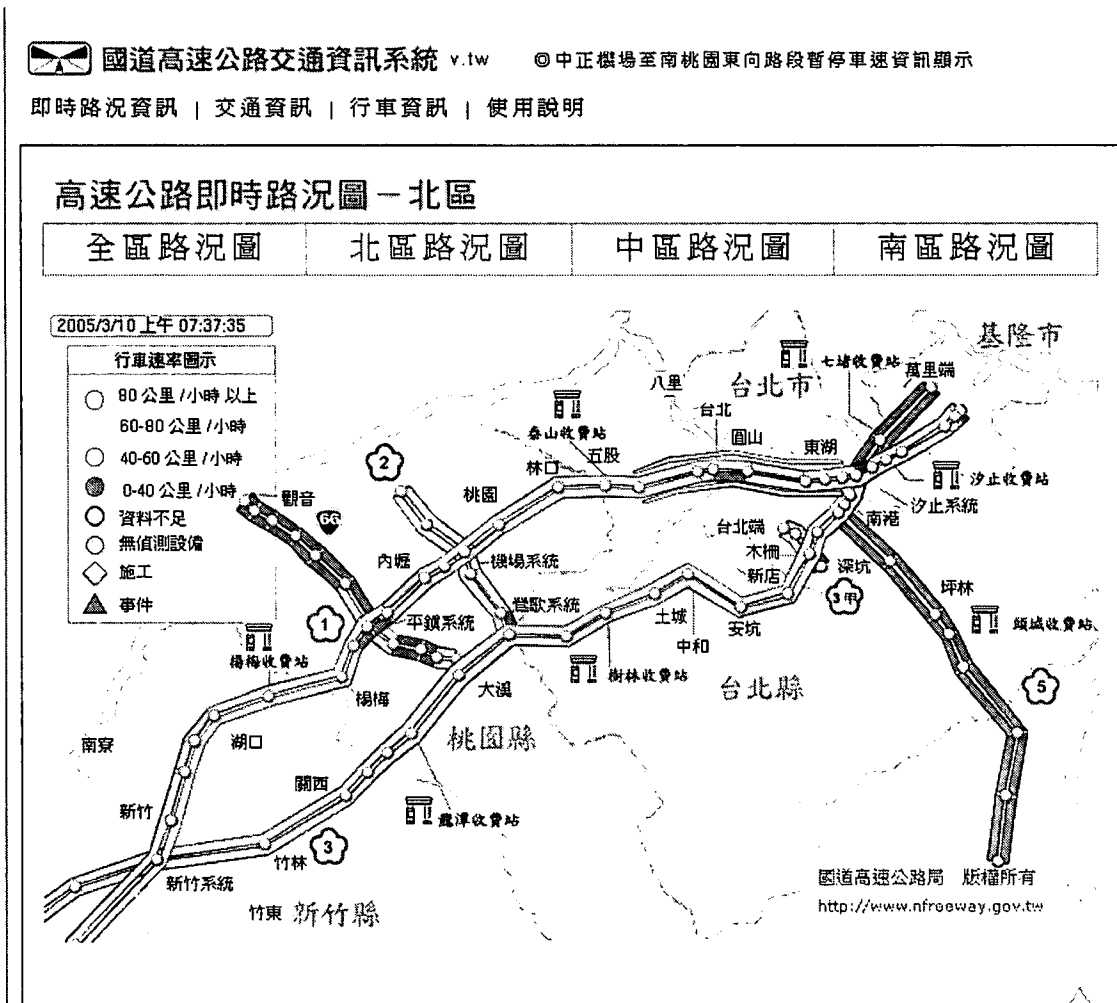 國道高速公路交通資訊系統 v.tw ◎中正機場至南桃園東向路段暫停車速資訊顯示
即時路況資訊 | 交通資訊 | 行車資訊 | 使用說明
高速公路即時路況圖－北區
全區路況圖 北區路況圖 中區路況圖 南區路況圖
2005/3/10 上午 07:37:35
行車速率圖示
80 公里 /小時 以上
60-80 公里 /小時
40-60 公里 /小時
0-40 公里 /小時
資料不足
無偵測設備
施工
事件
基隆市
七堵收費站
萬里端
八里
台北市
台北
泰山收費站
圓山
五股
東湖
林口
2
汐止收費站
桃園
觀音
汐止系統
66
台北端
南港
木柵
內壢
機場系統
新店
深坑
坪林
3甲
鶯歌系統
1
平鎮系統
土城
安坑
頭城收費站
中和
楊梅收費站
樹林收費站
大溪
台北縣
5
楊梅
桃園縣
南寮
湖口
關西
新竹
龍潭收費站
3
竹林
新竹系統
竹東
新竹縣
國道高速公路局 版權所有
http://www.nfreeway.gov.tw